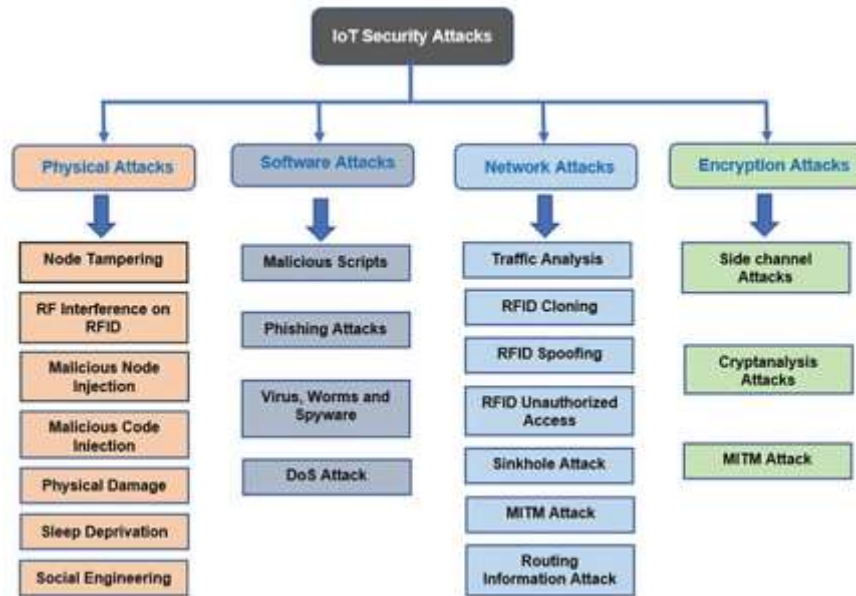 IoT Security Attacks
Physical Attacks
Software Attacks
Network Attacks
Encryption Attacks
Node Tampering
RF Interference on
RFID
Malicious Node
Injection
Malicious Code
Injection
Physical Damage
Sleep Deprivation
Social Engineering
Malicious Scripts
Phishing Attacks
Virus, Worms and
Spyware
DoS Attack
Traffic Analysis
RFID Cloning
RFID Spoofing
RFID Unauthorized
Access
Sinkhole Attack
MITM Attack
Routing
Information Attack
Side channel
Attacks
Cryptanalysis
Attacks
MITM Attack